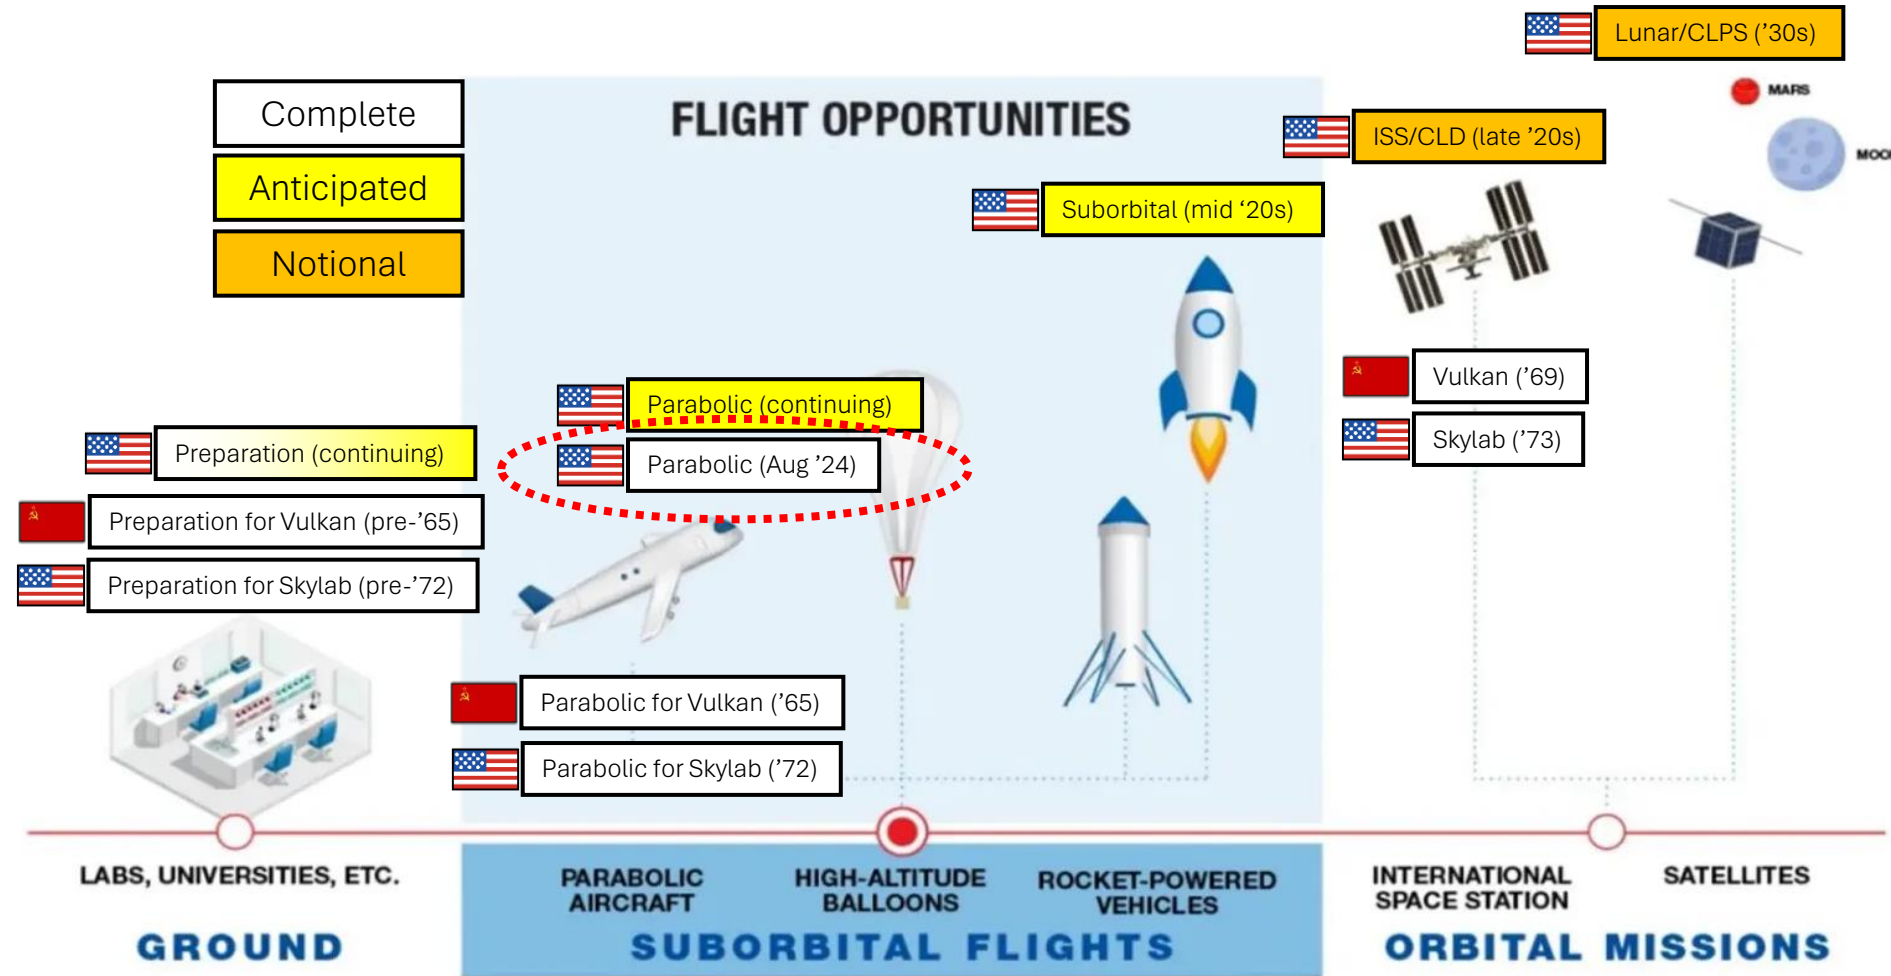 Lunar/CLPS ('30s)
Complete
Anticipated
Notional
FLIGHT OPPORTUNITIES
MARS
ISS/CLD (late '20s)
MOO
Suborbital (mid ‘20s)
Vulkan (’69)
Skylab (’73)
Parabolic (continuing)
Parabolic (Aug ’24)
Preparation (continuing)
Preparation for Vulkan (pre-’65)
Preparation for Skylab (pre-’72)
Parabolic for Vulkan (’65)
Parabolic for Skylab (’72)
LABS, UNIVERSITIES, ETC.
GROUND
PARABOLIC
AIRCRAFT
HIGH-ALTITUDE
BALLOONS
ROCKET-POWERED
VEHICLES
SUBORBITAL FLIGHTS
INTERNATIONAL
SPACE STATION
SATELLITES
ORBITAL MISSIONS